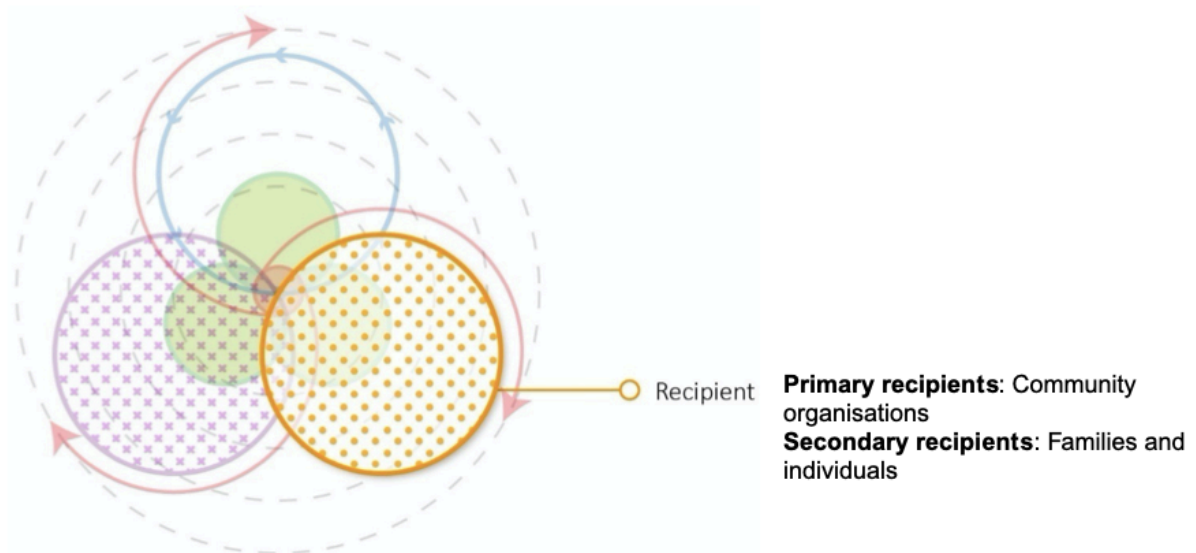 Recipient
Primary recipients: Community
organisations
Secondary recipients: Families and
individuals